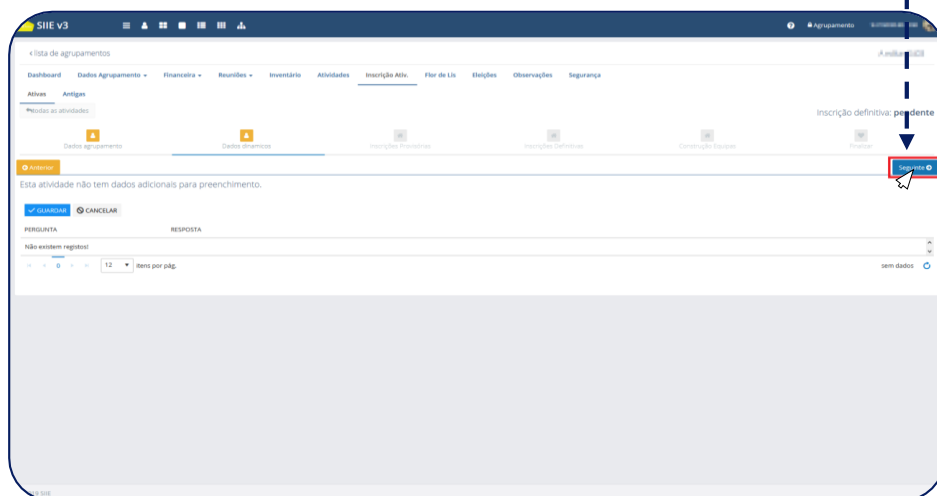 SIIE v3 Agrupamento
lista de agrupamentos
Dashboard Dados Agrupamento Financeira Reuniões Inventário Atividades Inscrição Ativ. Flor de Lis Eleições Observações Segurança
Ativas Antigas
Todas as atividades
Inscrição definitiva: pendente
Dados agrupamento Dados dinamicos Inscrições Provisórias Inscrições Definitivas Construção Equipas Finalizar
Anterior Seguinte
Esta atividade não tem dados adicionais para preenchimento.
GUARDAR CANCELAR
PERGUNTA RESPOSTA
Não existem registos!
0 12 itens por pág. sem dados
SIIE